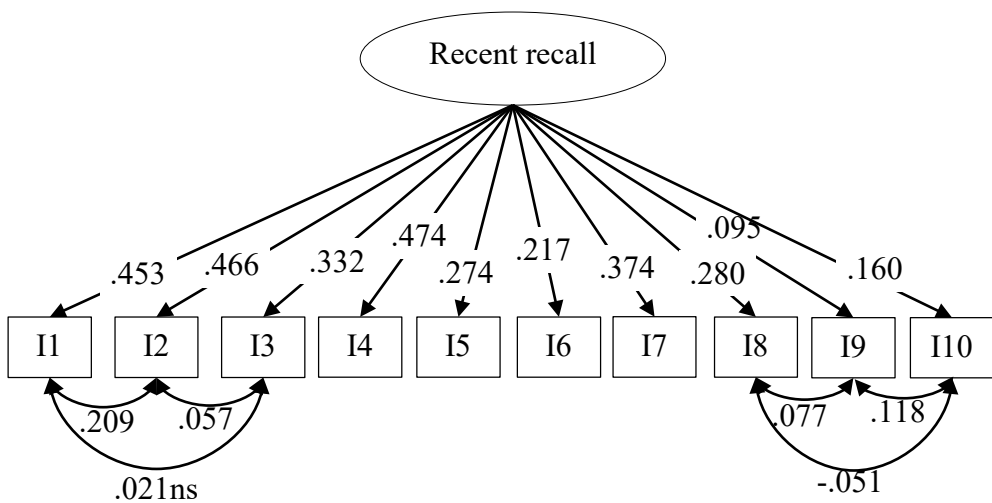 Recent recall
.453
.466
.332
.474
.274
.217
.374
.280
.095
.160
I1
I2
I3
I4
I5
I6
I7
I8
I9
I10
.209
.057
.021ns
.077
.118
-.051